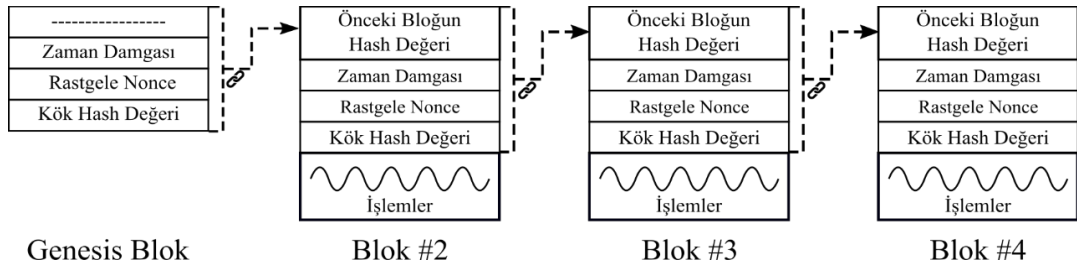 -----------------
Zaman Damgası
Rastgele Nonce
Kök Hash Değeri
Genesis Blok
Önceki Bloğun
Hash Değeri
Zaman Damgası
Rastgele Nonce
Kök Hash Değeri
İşlemler
Blok #2
Önceki Bloğun
Hash Değeri
Zaman Damgası
Rastgele Nonce
Kök Hash Değeri
İşlemler
Blok #3
Önceki Bloğun
Hash Değeri
Zaman Damgası
Rastgele Nonce
Kök Hash Değeri
İşlemler
Blok #4